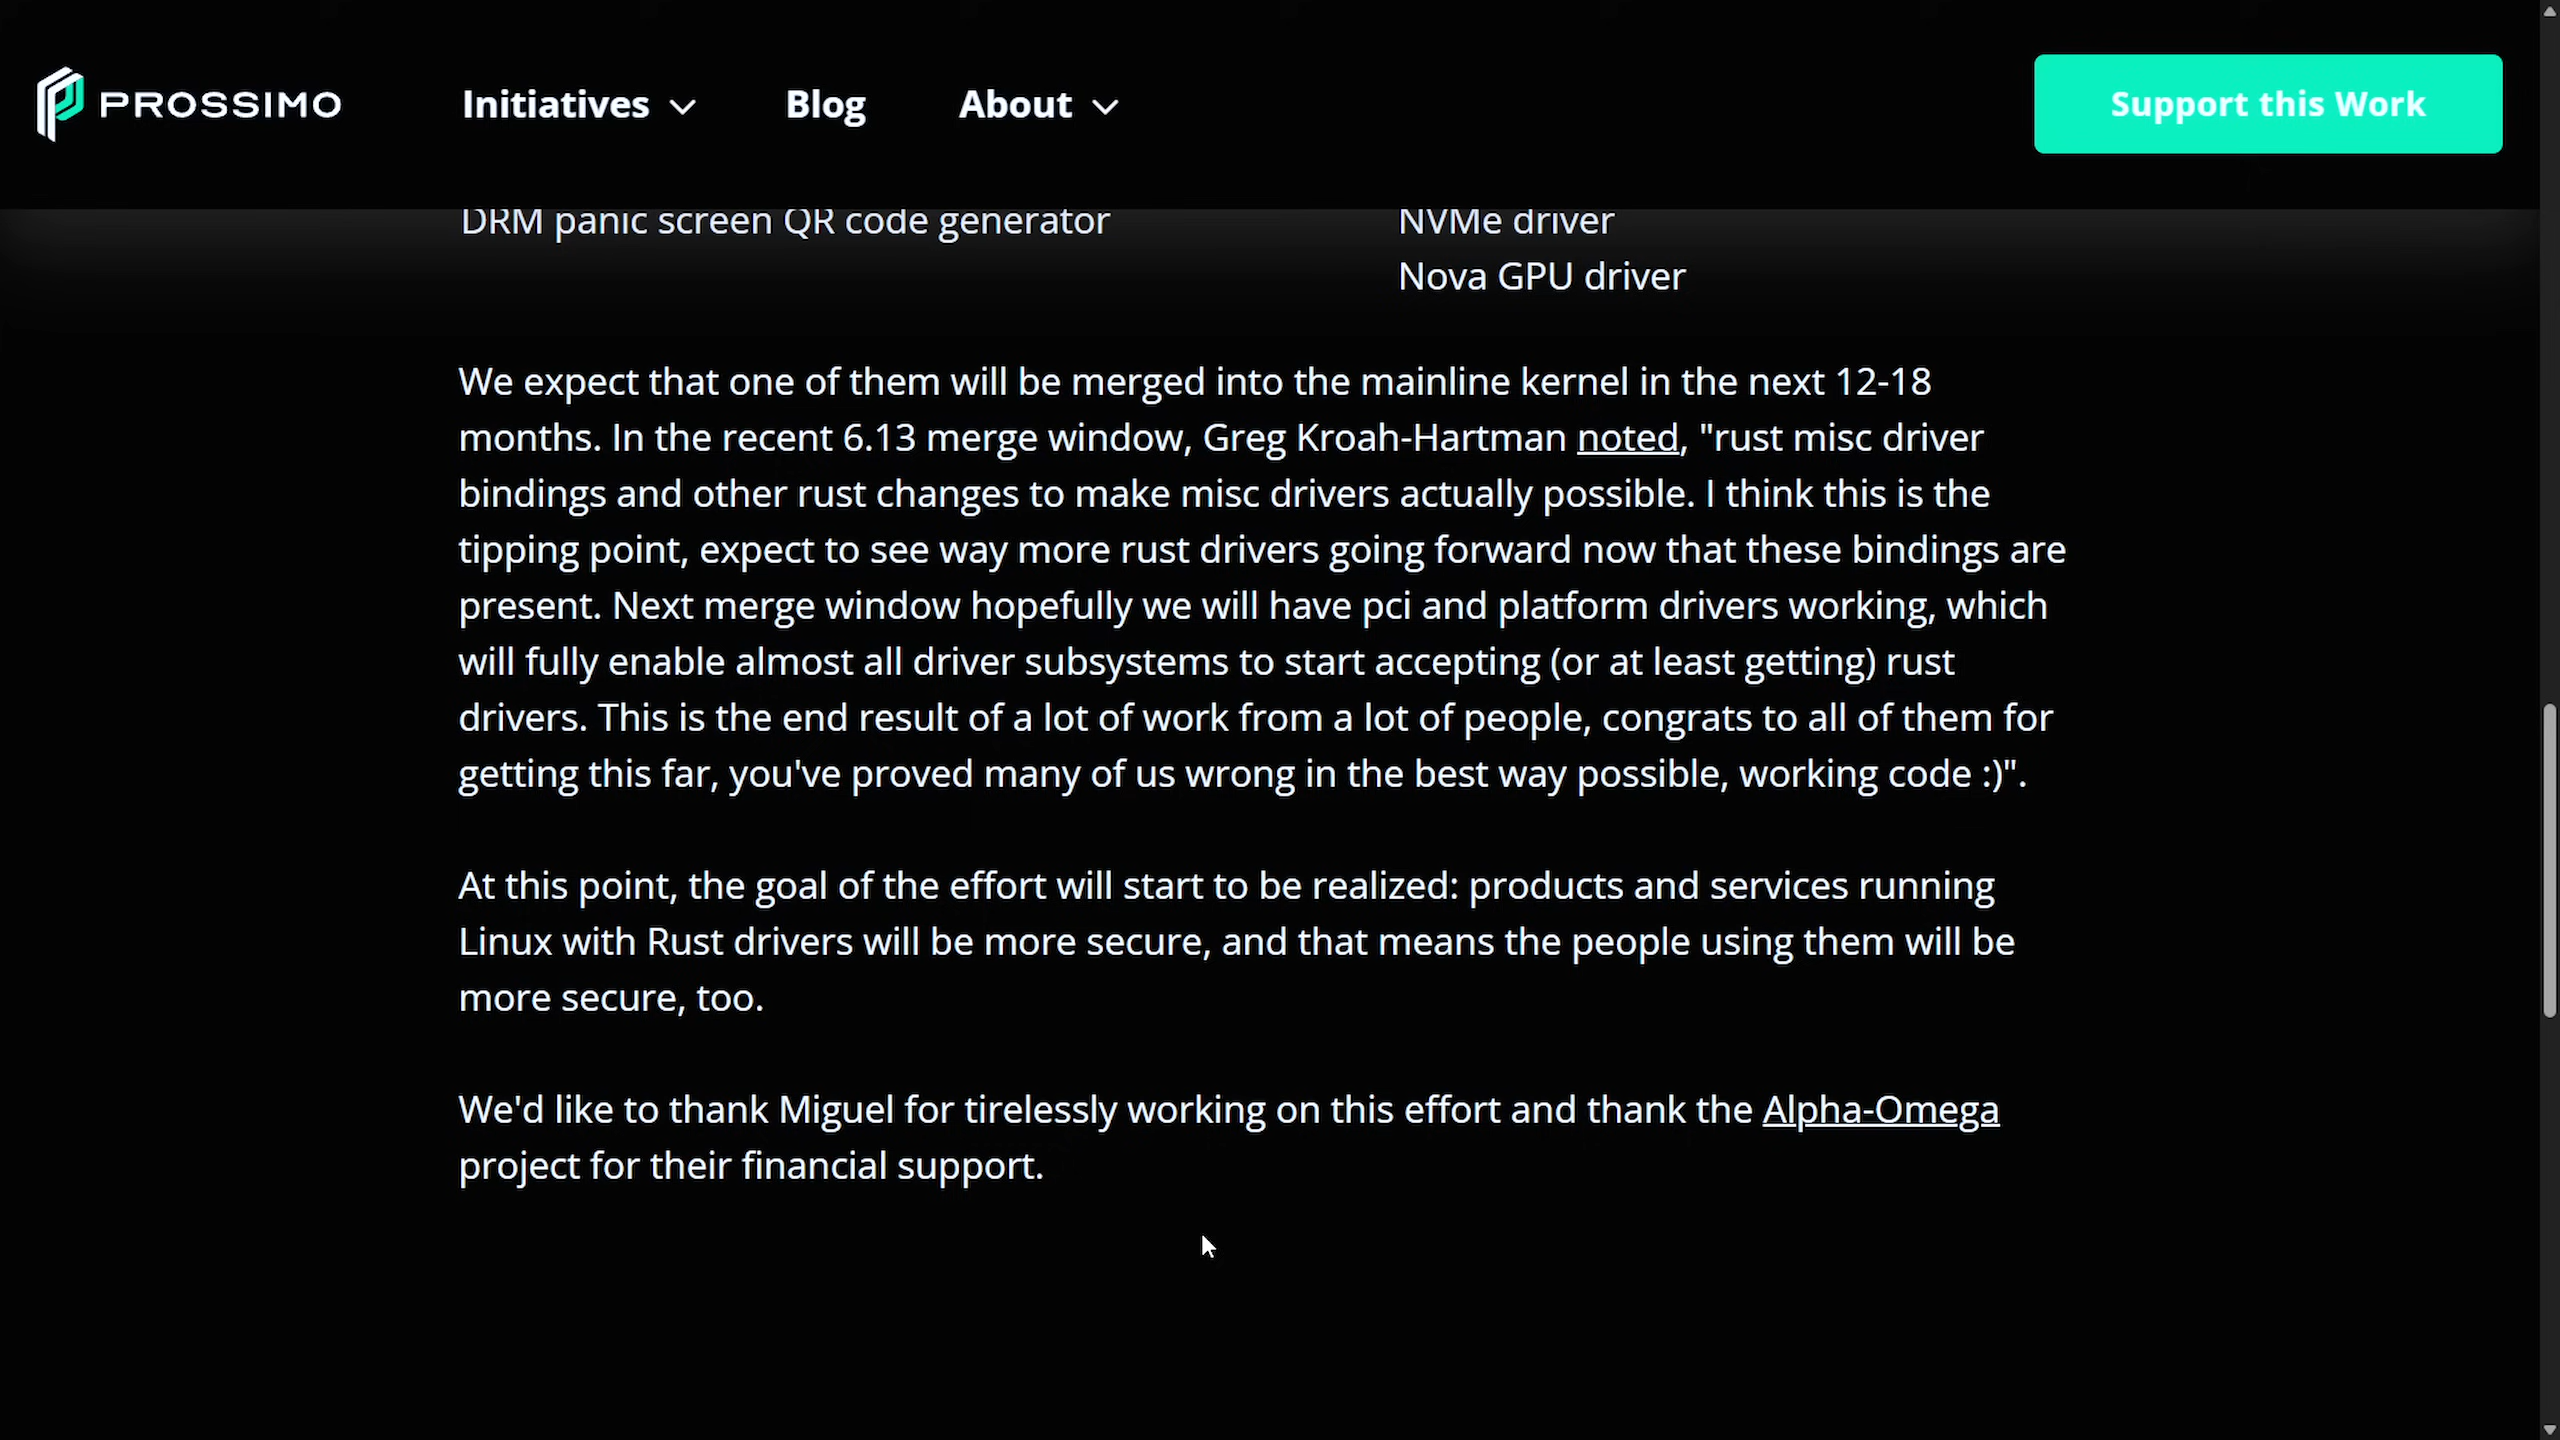 PROSSIMO
Initiatives
Blog
About
Support this Work
DRM panic screen QR code generator
NVMe driver
Nova GPU driver
We expect that one of them will be merged into the mainline kernel in the next 12-18
months. In the recent 6.13 merge window, Greg Kroah-Hartman noted, "rust misc driver
bindings and other rust changes to make misc drivers actually possible. I think this is the
tipping point, expect to see way more rust drivers going forward now that these bindings are
present. Next merge window hopefully we will have pci and platform drivers working, which
will fully enable almost all driver subsystems to start accepting (or at least getting) rust
drivers. This is the end result of a lot of work from a lot of people, congrats to all of them for
getting this far, you've proved many of us wrong in the best way possible, working code :)".
At this point, the goal of the effort will start to be realized: products and services running
Linux with Rust drivers will be more secure, and that means the people using them will be
more secure, too.
We'd like to thank Miguel for tirelessly working on this effort and thank the Alpha-Omega
project for their financial support.